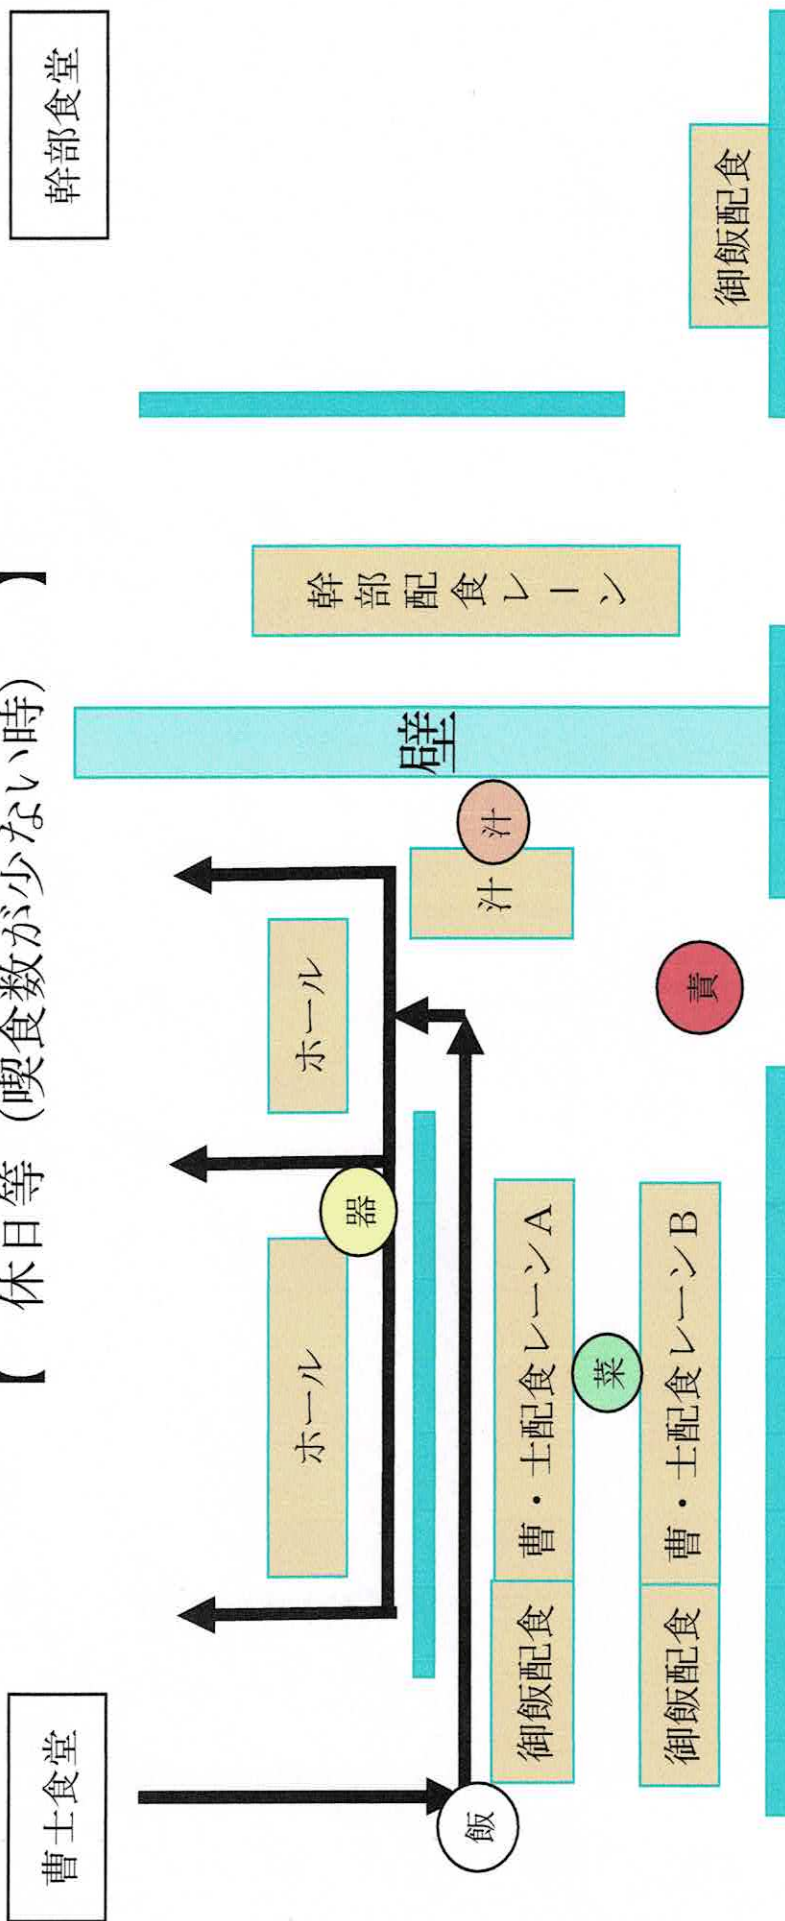 【 休日等（喫食数が少ない時） 】
曹士食堂
幹部食堂
ホール
ホール
器
飯
御飯配食
曹・士配食レーンA
菜
御飯配食
曹・士配食レーンB
汁
汁
責
壁
幹部配食レーン
御飯配食